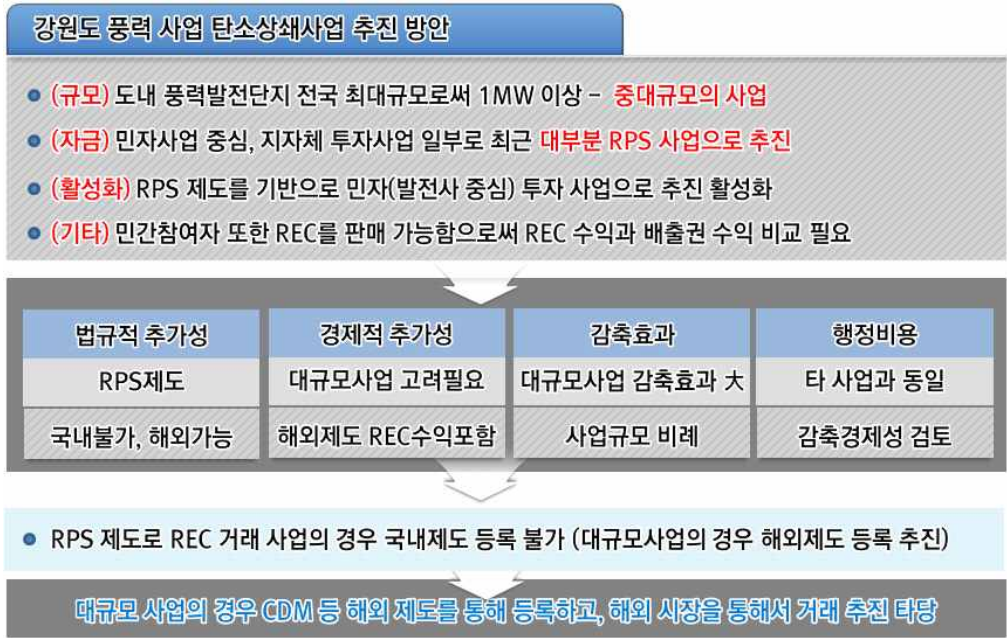 강원도 풍력 사업 탄소상쇄사업 추진 방안
(규모) 도내 풍력발전단지 전국 최대규모로써 1MW 이상 – 중대규모의 사업
(자금) 민자사업 중심, 지자체 투자사업 일부로 최근 대부분 RPS 사업으로 추진
(활성화) RPS 제도를 기반으로 민자(발전사 중심) 투자 사업으로 추진 활성화
(기타) 민간참여자 또한 REC를 판매 가능함으로써 REC 수익과 배출권 수익 비교 필요
법규적 추가성 경제적 추가성 감축효과 행정비용
RPS제도 대규모사업 고려필요 대규모사업 감축효과 大 타 사업과 동일
국내불가, 해외가능 해외제도 REC수익포함 사업규모 비례 감축경제성 검토
RPS 제도로 REC 거래 사업의 경우 국내제도 등록 불가 (대규모사업의 경우 해외제도 등록 추진)
대규모 사업의 경우 CDM 등 해외 제도를 통해 등록하고, 해외 시장을 통해서 거래 추진 타당